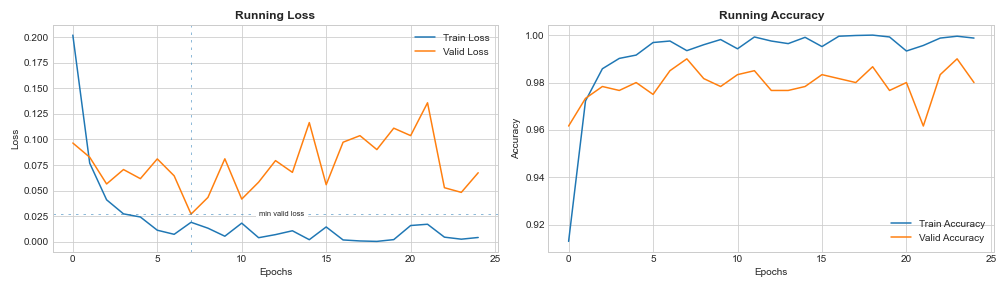 Running Loss
Train Loss
Valid Loss
0.200
0.175
0.150
0.125
0.100
0.075
0.050
0.025
0.000
Loss
min valid loss
0
5
10
15
20
25
Epochs
Running Accuracy
1.00
0.98
0.96
0.94
0.92
Accuracy
Train Accuracy
Valid Accuracy
0
5
10
15
20
25
Epochs